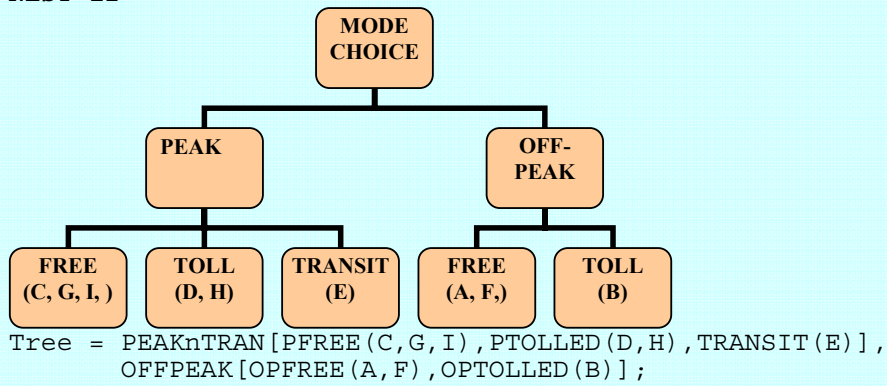 MODE
CHOICE
PEAK
OFF-
PEAK
FREE
(C, G, I, )
TOLL
(D, H)
TRANSIT
(E)
FREE
(A, F,)
TOLL
(B)
Tree = PEAKnTRAN[PFREE(C,G,I),PTOLLED(D,H),TRANSIT(E)],
OFFPEAK[OPFREE(A,F),OPTOLLED(B)];